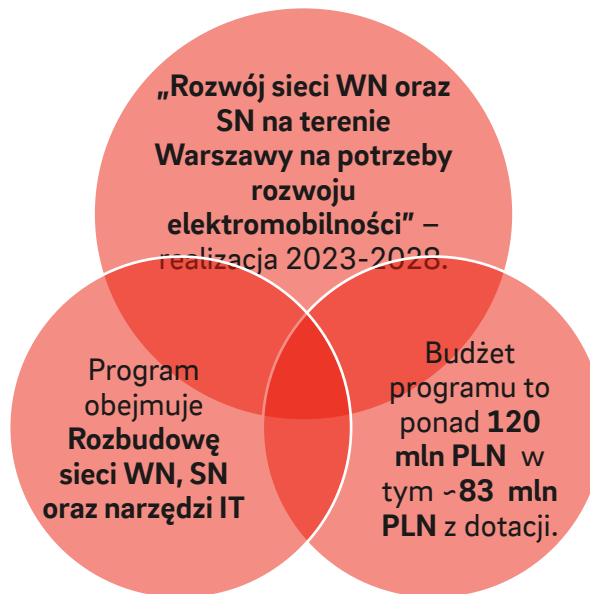 „Rozwój sieci WN oraz
SN na terenie
Warszawy na potrzeby
rozwoju
elektromobilności” –
realizacja 2023-2028.
Program
obejmuje
Rozbudowę
sieci WN, SN
oraz narzędzi IT
Budżet
programu to
ponad 120
mln PLN w
tym ~83 mln
PLN z dotacji.